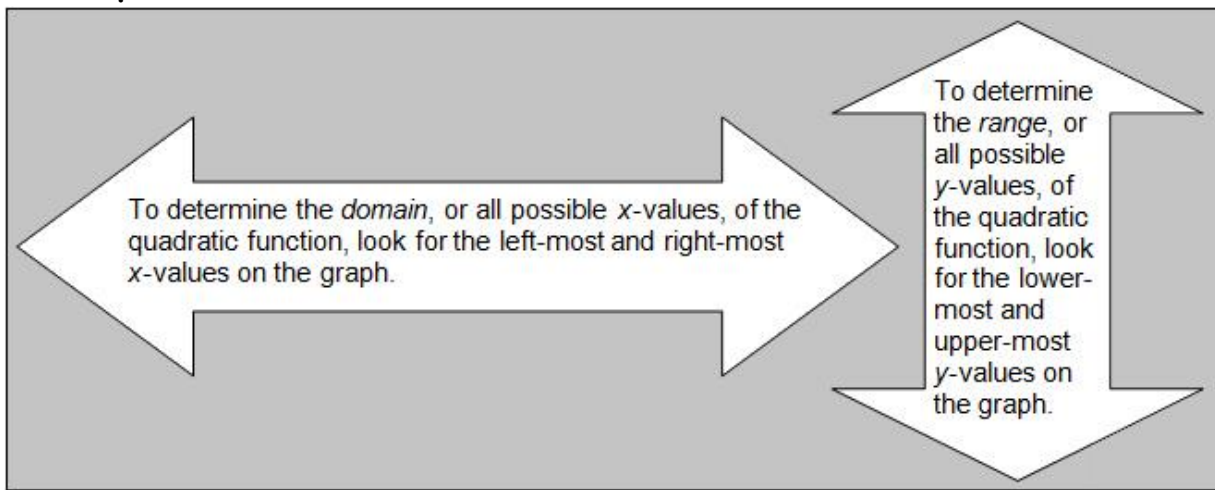 To determine the domain, or all possible x-values, of the
quadratic function, look for the left-most and right-most
x-values on the graph.
To determine
the range, or
all possible
y-values, of
the quadratic
function, look
for the lower-
most and
upper-most
y-values on
the graph.